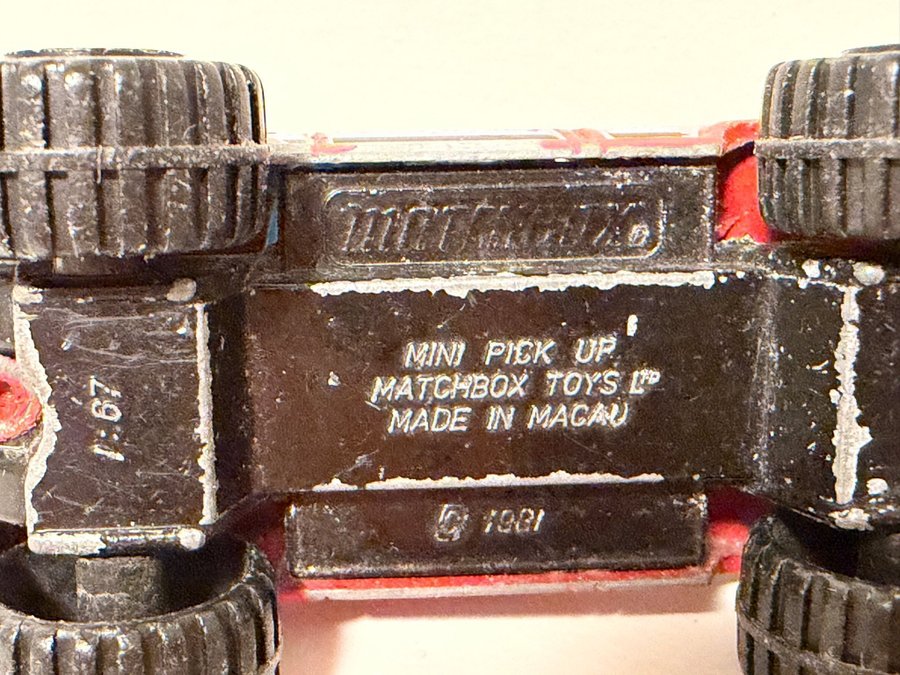 MATCHBOX ®
MINI PICK UP
MATCHBOX TOYS LTD
MADE IN MACAU
1:67
© 1981